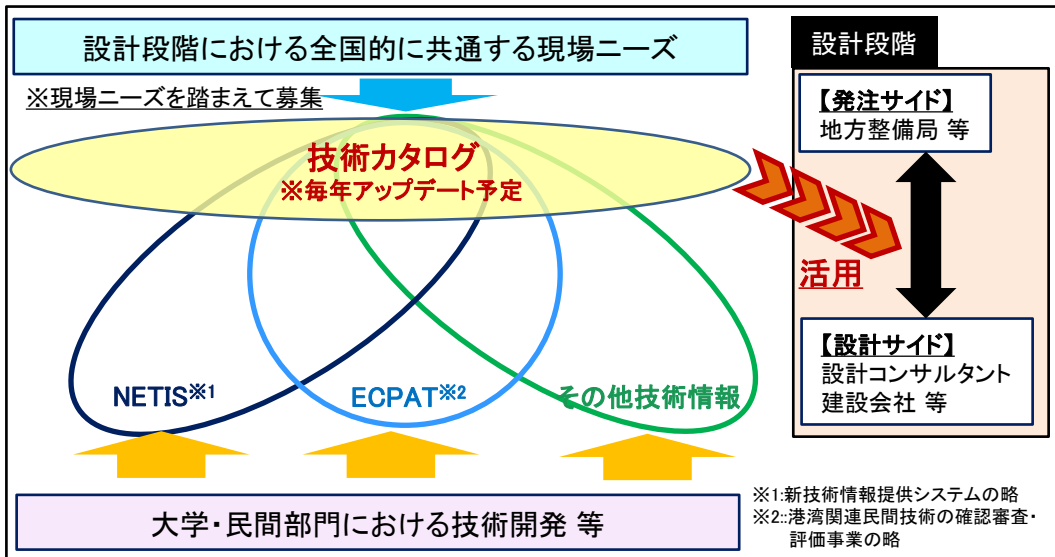 設計段階における全国的に共通する現場ニーズ
※現場ニーズを踏まえて募集
技術カタログ
※毎年アップデート予定
NETIS※1
ECPAT※2
その他技術情報
大学・民間部門における技術開発 等
活用
設計段階
【発注サイド】
地方整備局 等
【設計サイド】
設計コンサルタント
建設会社 等
※1:新技術情報提供システムの略
※2::港湾関連民間技術の確認審査・
評価事業の略